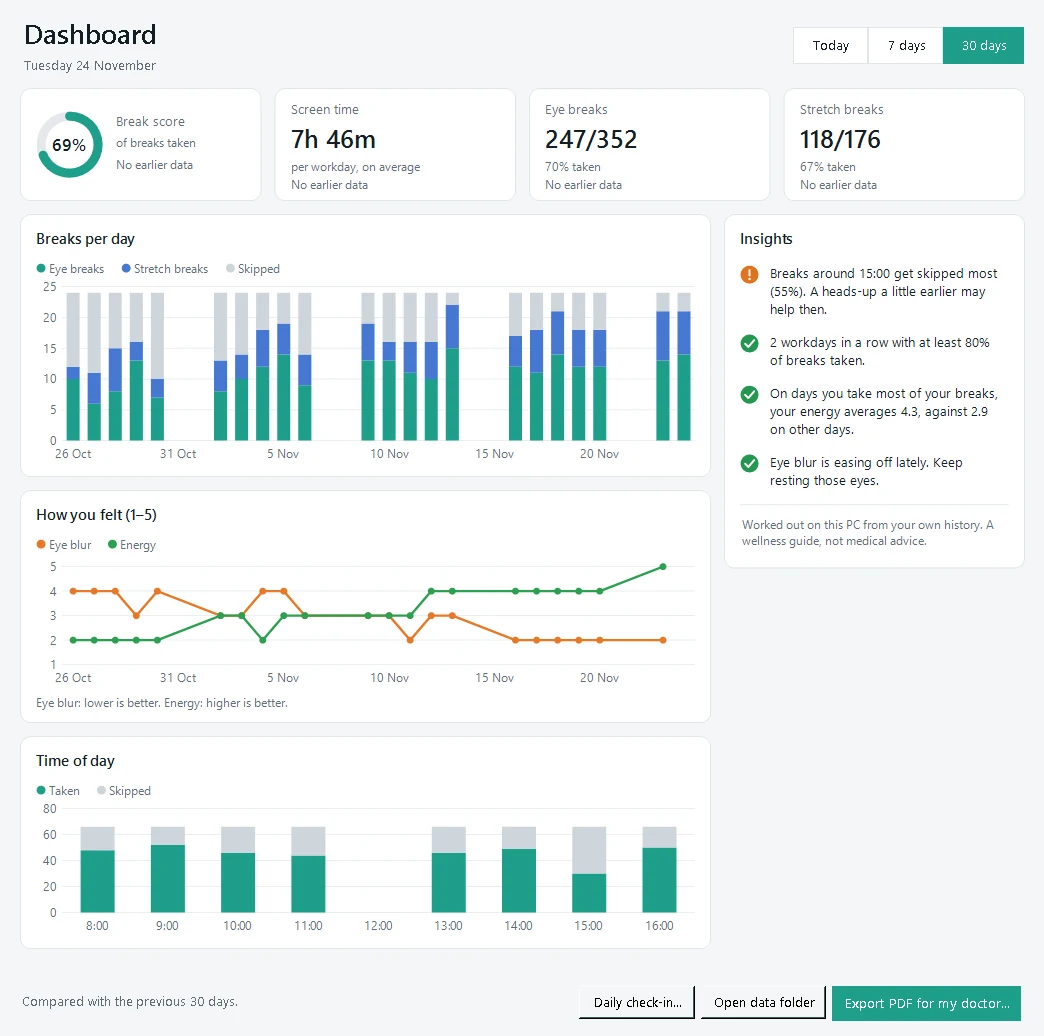 Dashboard
Tuesday 24 November
Today
7 days
30 days
69%
Break score
of breaks taken
No earlier data
Screen time
7h 46m
per workday, on average
No earlier data
Eye breaks
247/352
70% taken
No earlier data
Stretch breaks
118/176
67% taken
No earlier data
Breaks per day
Eye breaks
Stretch breaks
Skipped
25
20
15
10
5
0
26 Oct
31 Oct
5 Nov
10 Nov
15 Nov
20 Nov
How you felt (1–5)
Eye blur
Energy
5
4
3
2
1
26 Oct
31 Oct
5 Nov
10 Nov
15 Nov
20 Nov
Eye blur: lower is better. Energy: higher is better.
Time of day
Taken
Skipped
80
60
40
20
0
8:00
9:00
10:00
11:00
12:00
13:00
14:00
15:00
16:00
Insights
!
Breaks around 15:00 get skipped most
(55%). A heads-up a little earlier may
help then.
2 workdays in a row with at least 80%
of breaks taken.
On days you take most of your breaks,
your energy averages 4.3, against 2.9
on other days.
Eye blur is easing off lately. Keep
resting those eyes.
Worked out on this PC from your own history. A
wellness guide, not medical advice.
Compared with the previous 30 days.
Daily check-in...
Open data folder
Export PDF for my doctor...